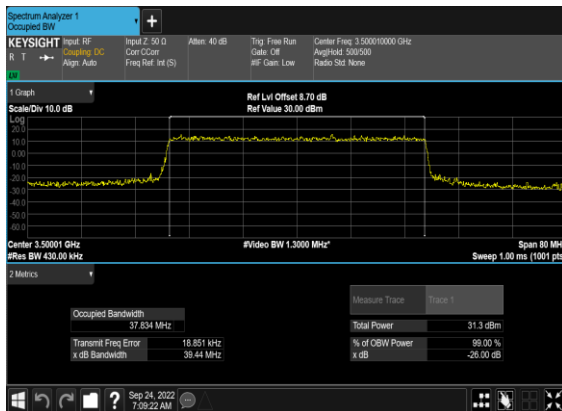 Spectrum Analyzer 1
Occupied BW
KEYSIGHT
R T
Input: RF
Coupling: DC
Align: Auto
Input Z: 50 Ω
Corr CCorr
Freq Ref: Int (S)
Atten: 40 dB
Trig: Free Run
Gate: Off
#IF Gain: Low
Center Freq: 3.500010000 GHz
Avg|Hold: 500/500
Radio Std: None
1 Graph
Scale/Div 10.0 dB
Ref Lvl Offset 8.70 dB
Ref Value 30.00 dBm
Log
20.0
10.0
0.00
-10.0
-20.0
-30.0
-40.0
-50.0
-60.0
Center 3.50001 GHz
#Res BW 430.00 kHz
#Video BW 1.3000 MHz*
Span 80 MH
Sweep 1.00 ms (1001 pts
2 Metrics
Measure Trace Trace 1
Occupied Bandwidth
37.834 MHz
Total Power 31.3 dBm
Transmit Freq Error 18.851 kHz
% of OBW Power 99.00 %
x dB Bandwidth 39.44 MHz
x dB -26.00 dB
?
Sep 24, 2022
7:09:22 AM